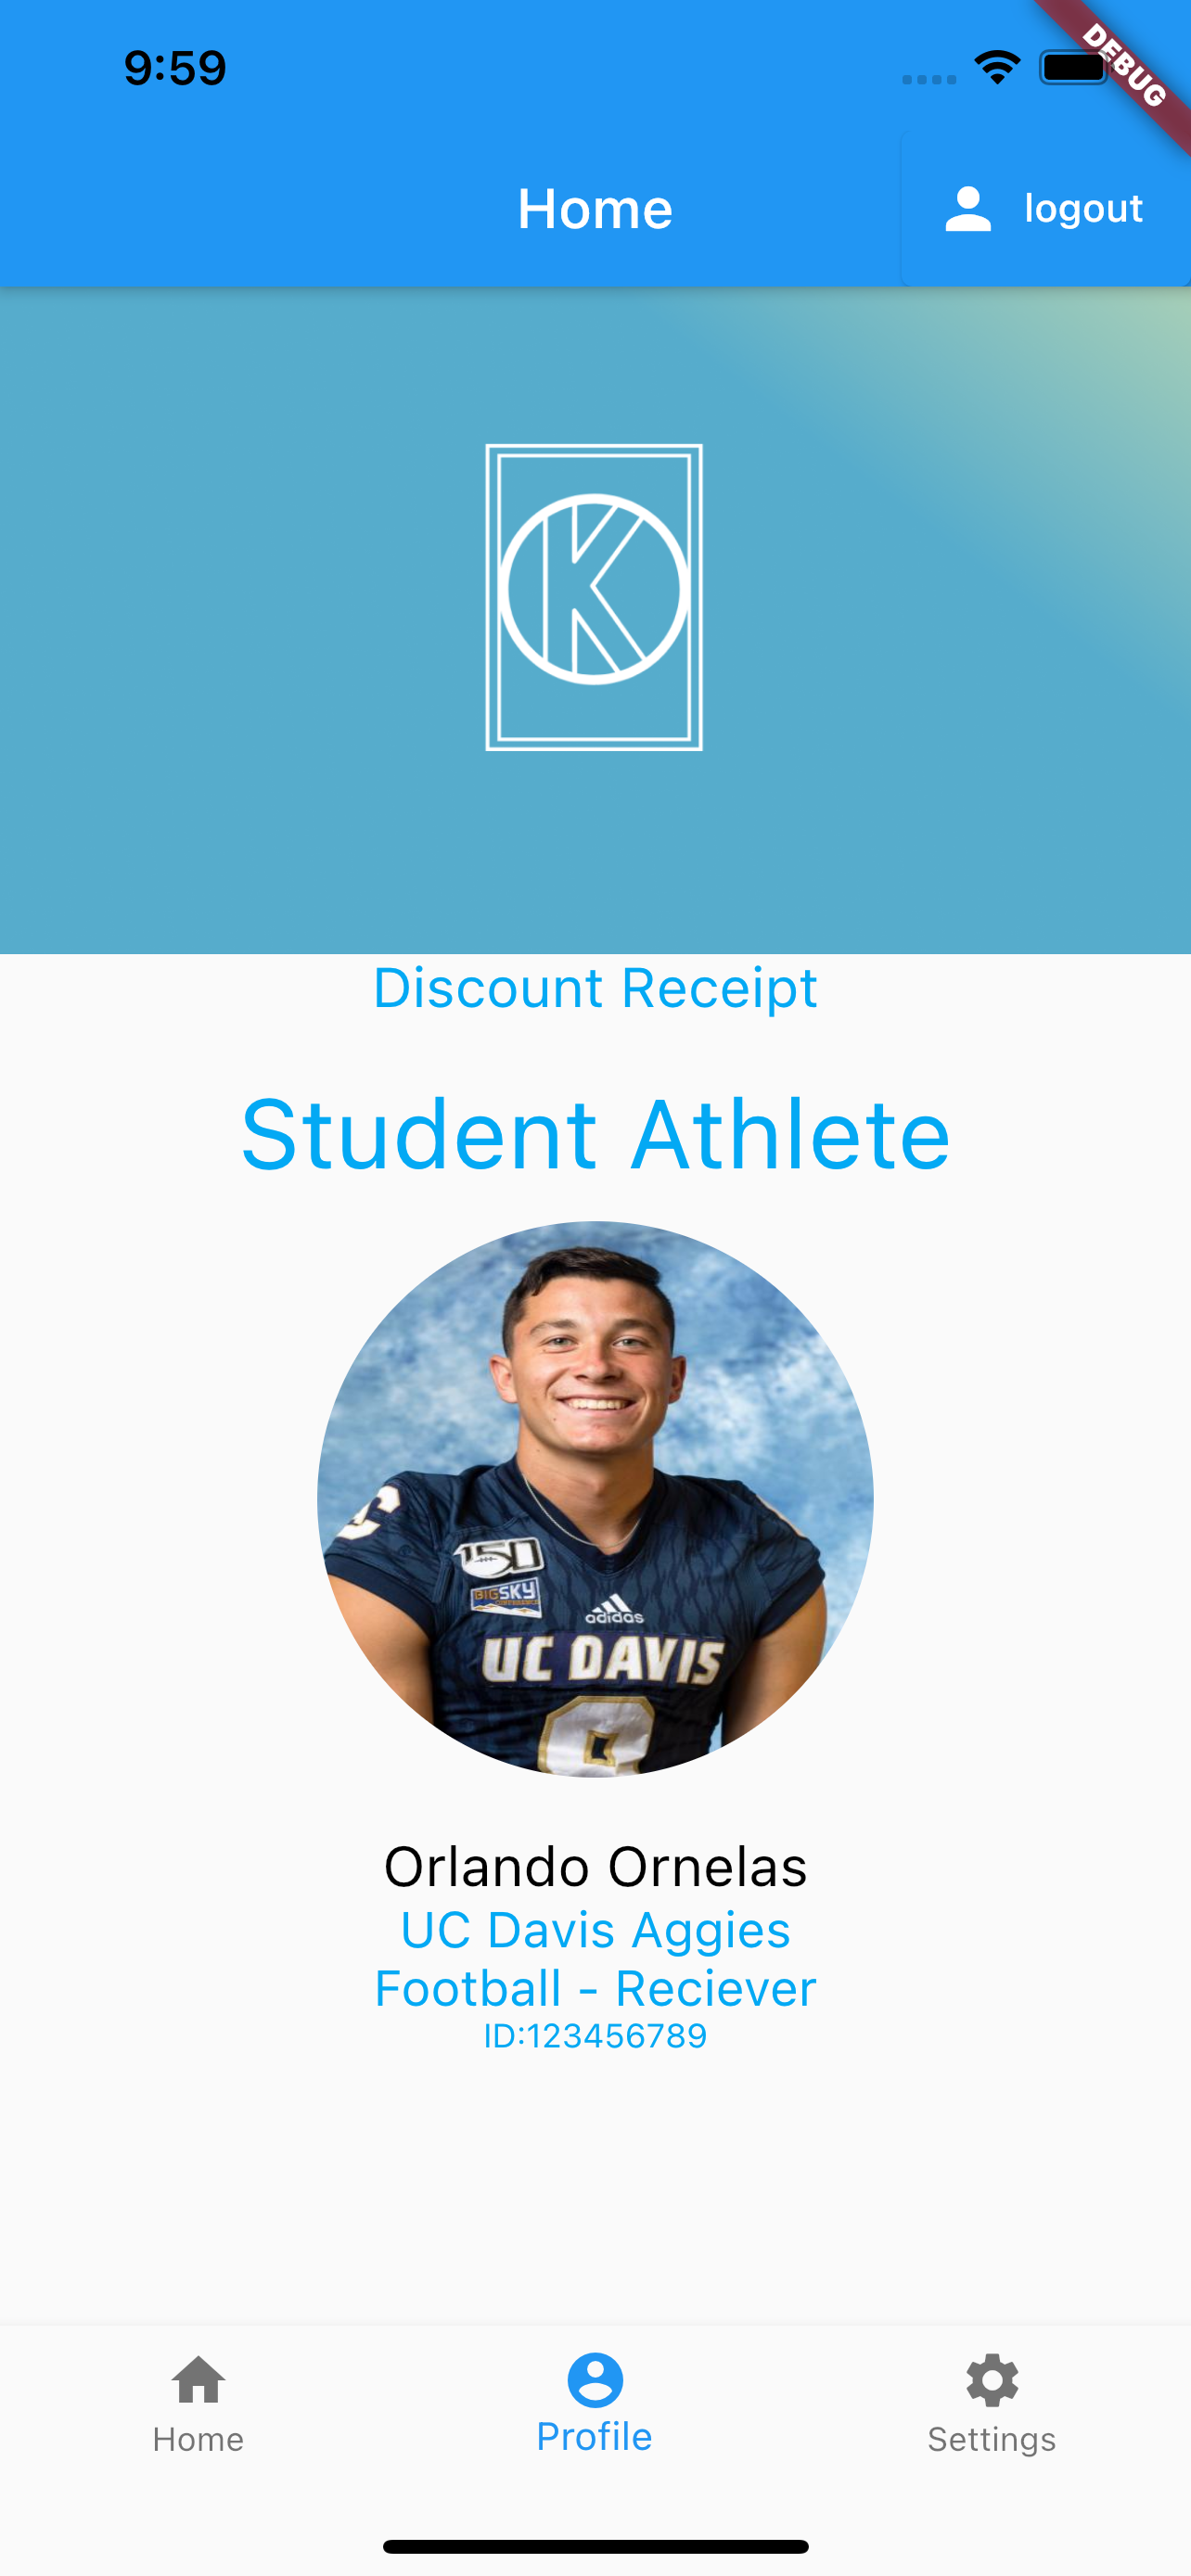 9:59
DEBUG
Home
logout
K
Discount Receipt
Student Athlete
C
150
BIG SKY
CONFERENCE
adidas
UC DAVIS
Orlando Ornelas
UC Davis Aggies
Football - Reciever
ID:123456789
Home
Profile
Settings